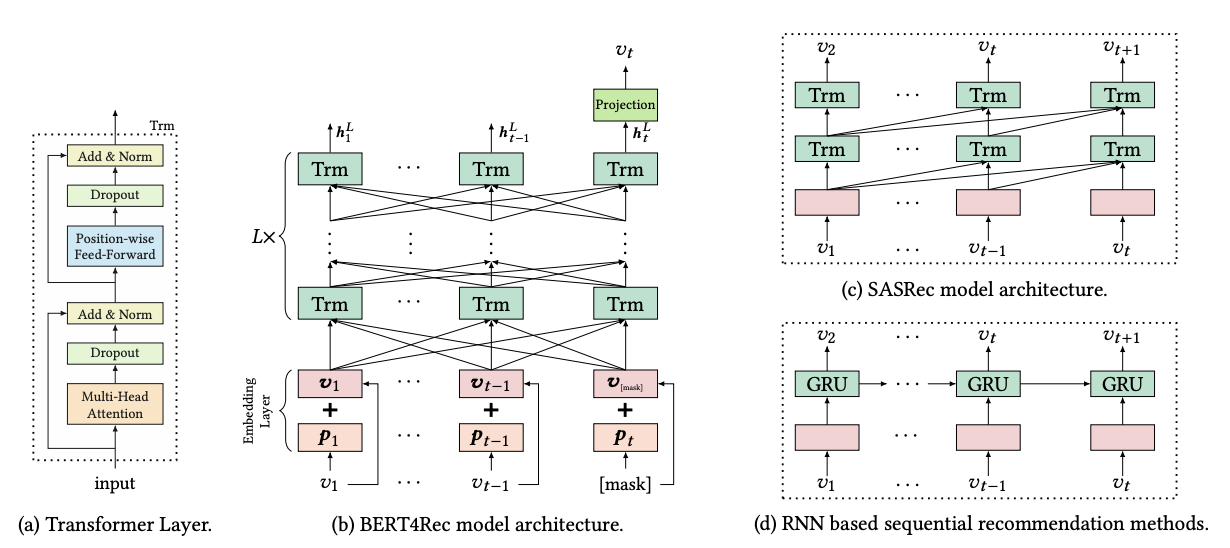 Trm
Add & Norm
Dropout
Position-wise
Feed-Forward
Add & Norm
Dropout
Multi-Head
Attention
input
(a) Transformer Layer.
v_t
Projection
h_1^L h_{t-1}^L h_t^L
Trm ··· Trm Trm
L×
Trm ··· Trm Trm
Embedding
Layer
v_1 ··· v_{t-1} v_[mask]
+ + +
p_1 ··· p_{t-1} p_t
v_1 ··· v_{t-1} [mask]
(b) BERT4Rec model architecture.
v_2 v_t v_{t+1}
Trm ··· Trm Trm
Trm ··· Trm Trm
···
v_1 ··· v_{t-1} v_t
(c) SASRec model architecture.
v_2 v_t v_{t+1}
GRU ··· GRU GRU
···
v_1 ··· v_{t-1} v_t
(d) RNN based sequential recommendation methods.